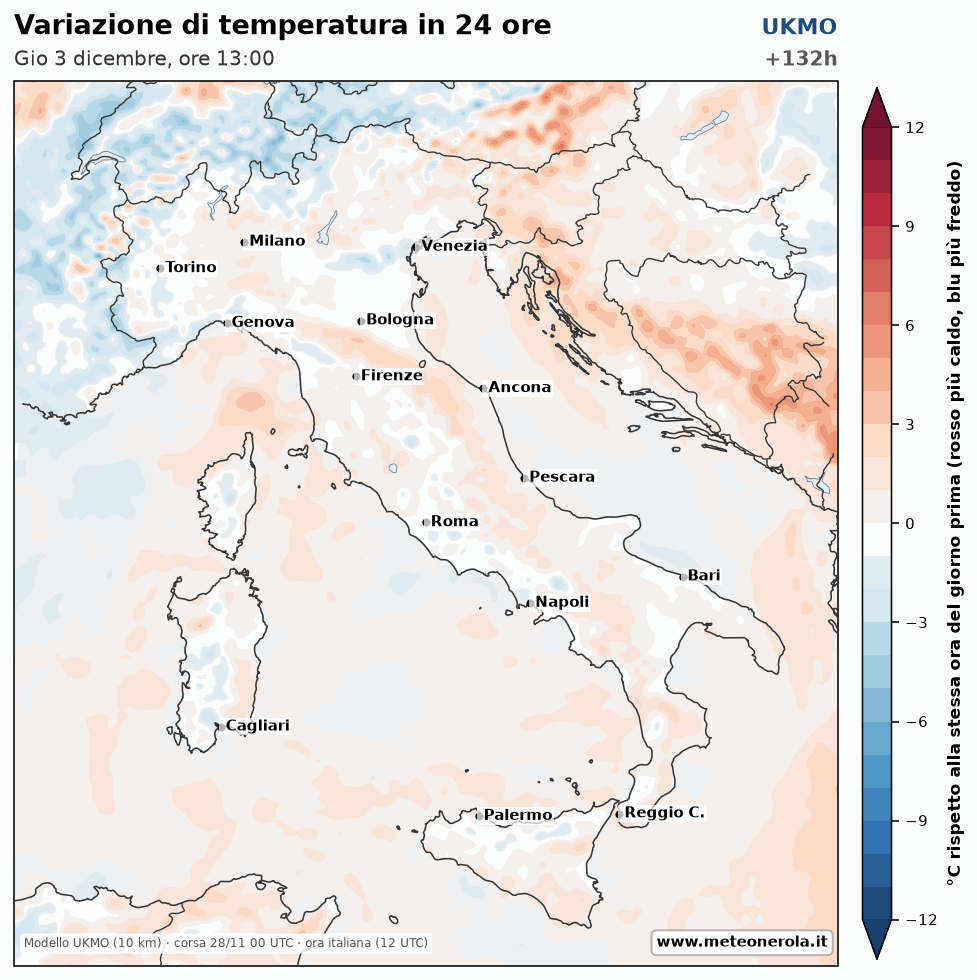 Variazione di temperatura in 24 ore
UKMO
Gio 3 dicembre, ore 13:00
+132h
Milano
Venezia
Torino
Genova
Bologna
Firenze
Ancona
Pescara
Roma
Bari
Napoli
Cagliari
Palermo
Reggio C.
12
9
6
3
0
−3
−6
−9
−12
°C rispetto alla stessa ora del giorno prima (rosso più caldo, blu più freddo)
Modello UKMO (10 km) · corsa 28/11 00 UTC · ora italiana (12 UTC)
www.meteonerola.it